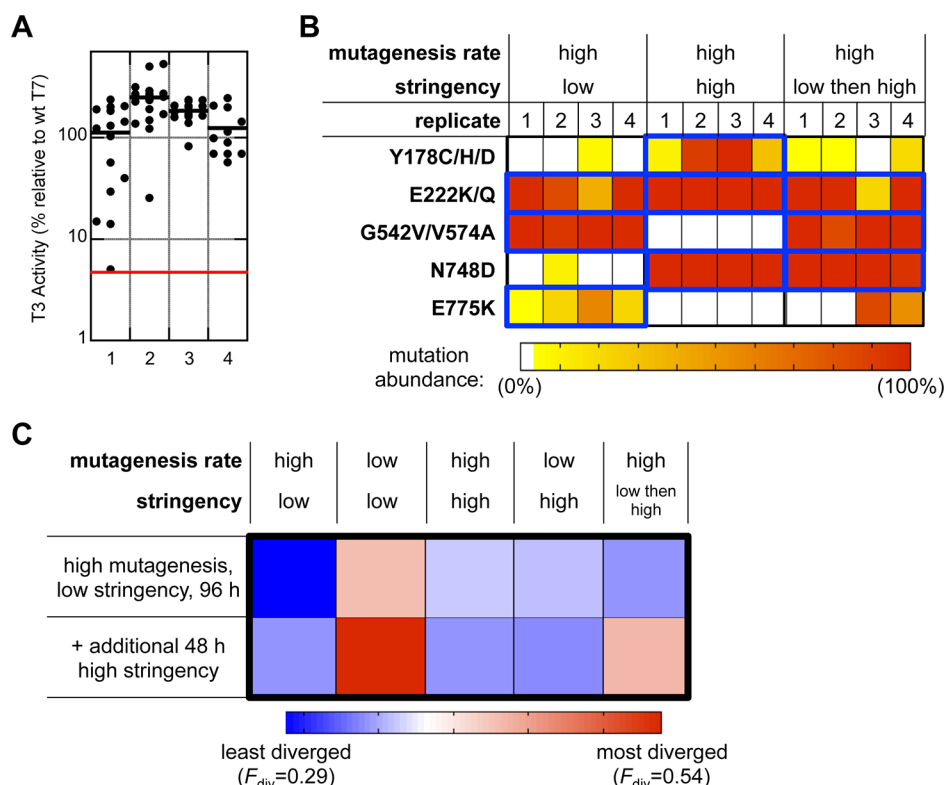 A
T3 Activity (% relative to wt T7)
100
10
1
1 2 3 4
B
mutagenesis rate high high high
stringency low high low then high
replicate 1 2 3 4 1 2 3 4 1 2 3 4
Y178C/H/D
E222K/Q
G542V/V574A
N748D
E775K
mutation
abundance: (0%) (100%)
C
mutagenesis rate high low high low high
stringency low low high high low then
high
high mutagenesis,
low stringency, 96 h
+ additional 48 h
high stringency
least diverged most diverged
(Fdiv=0.29) (Fdiv=0.54)